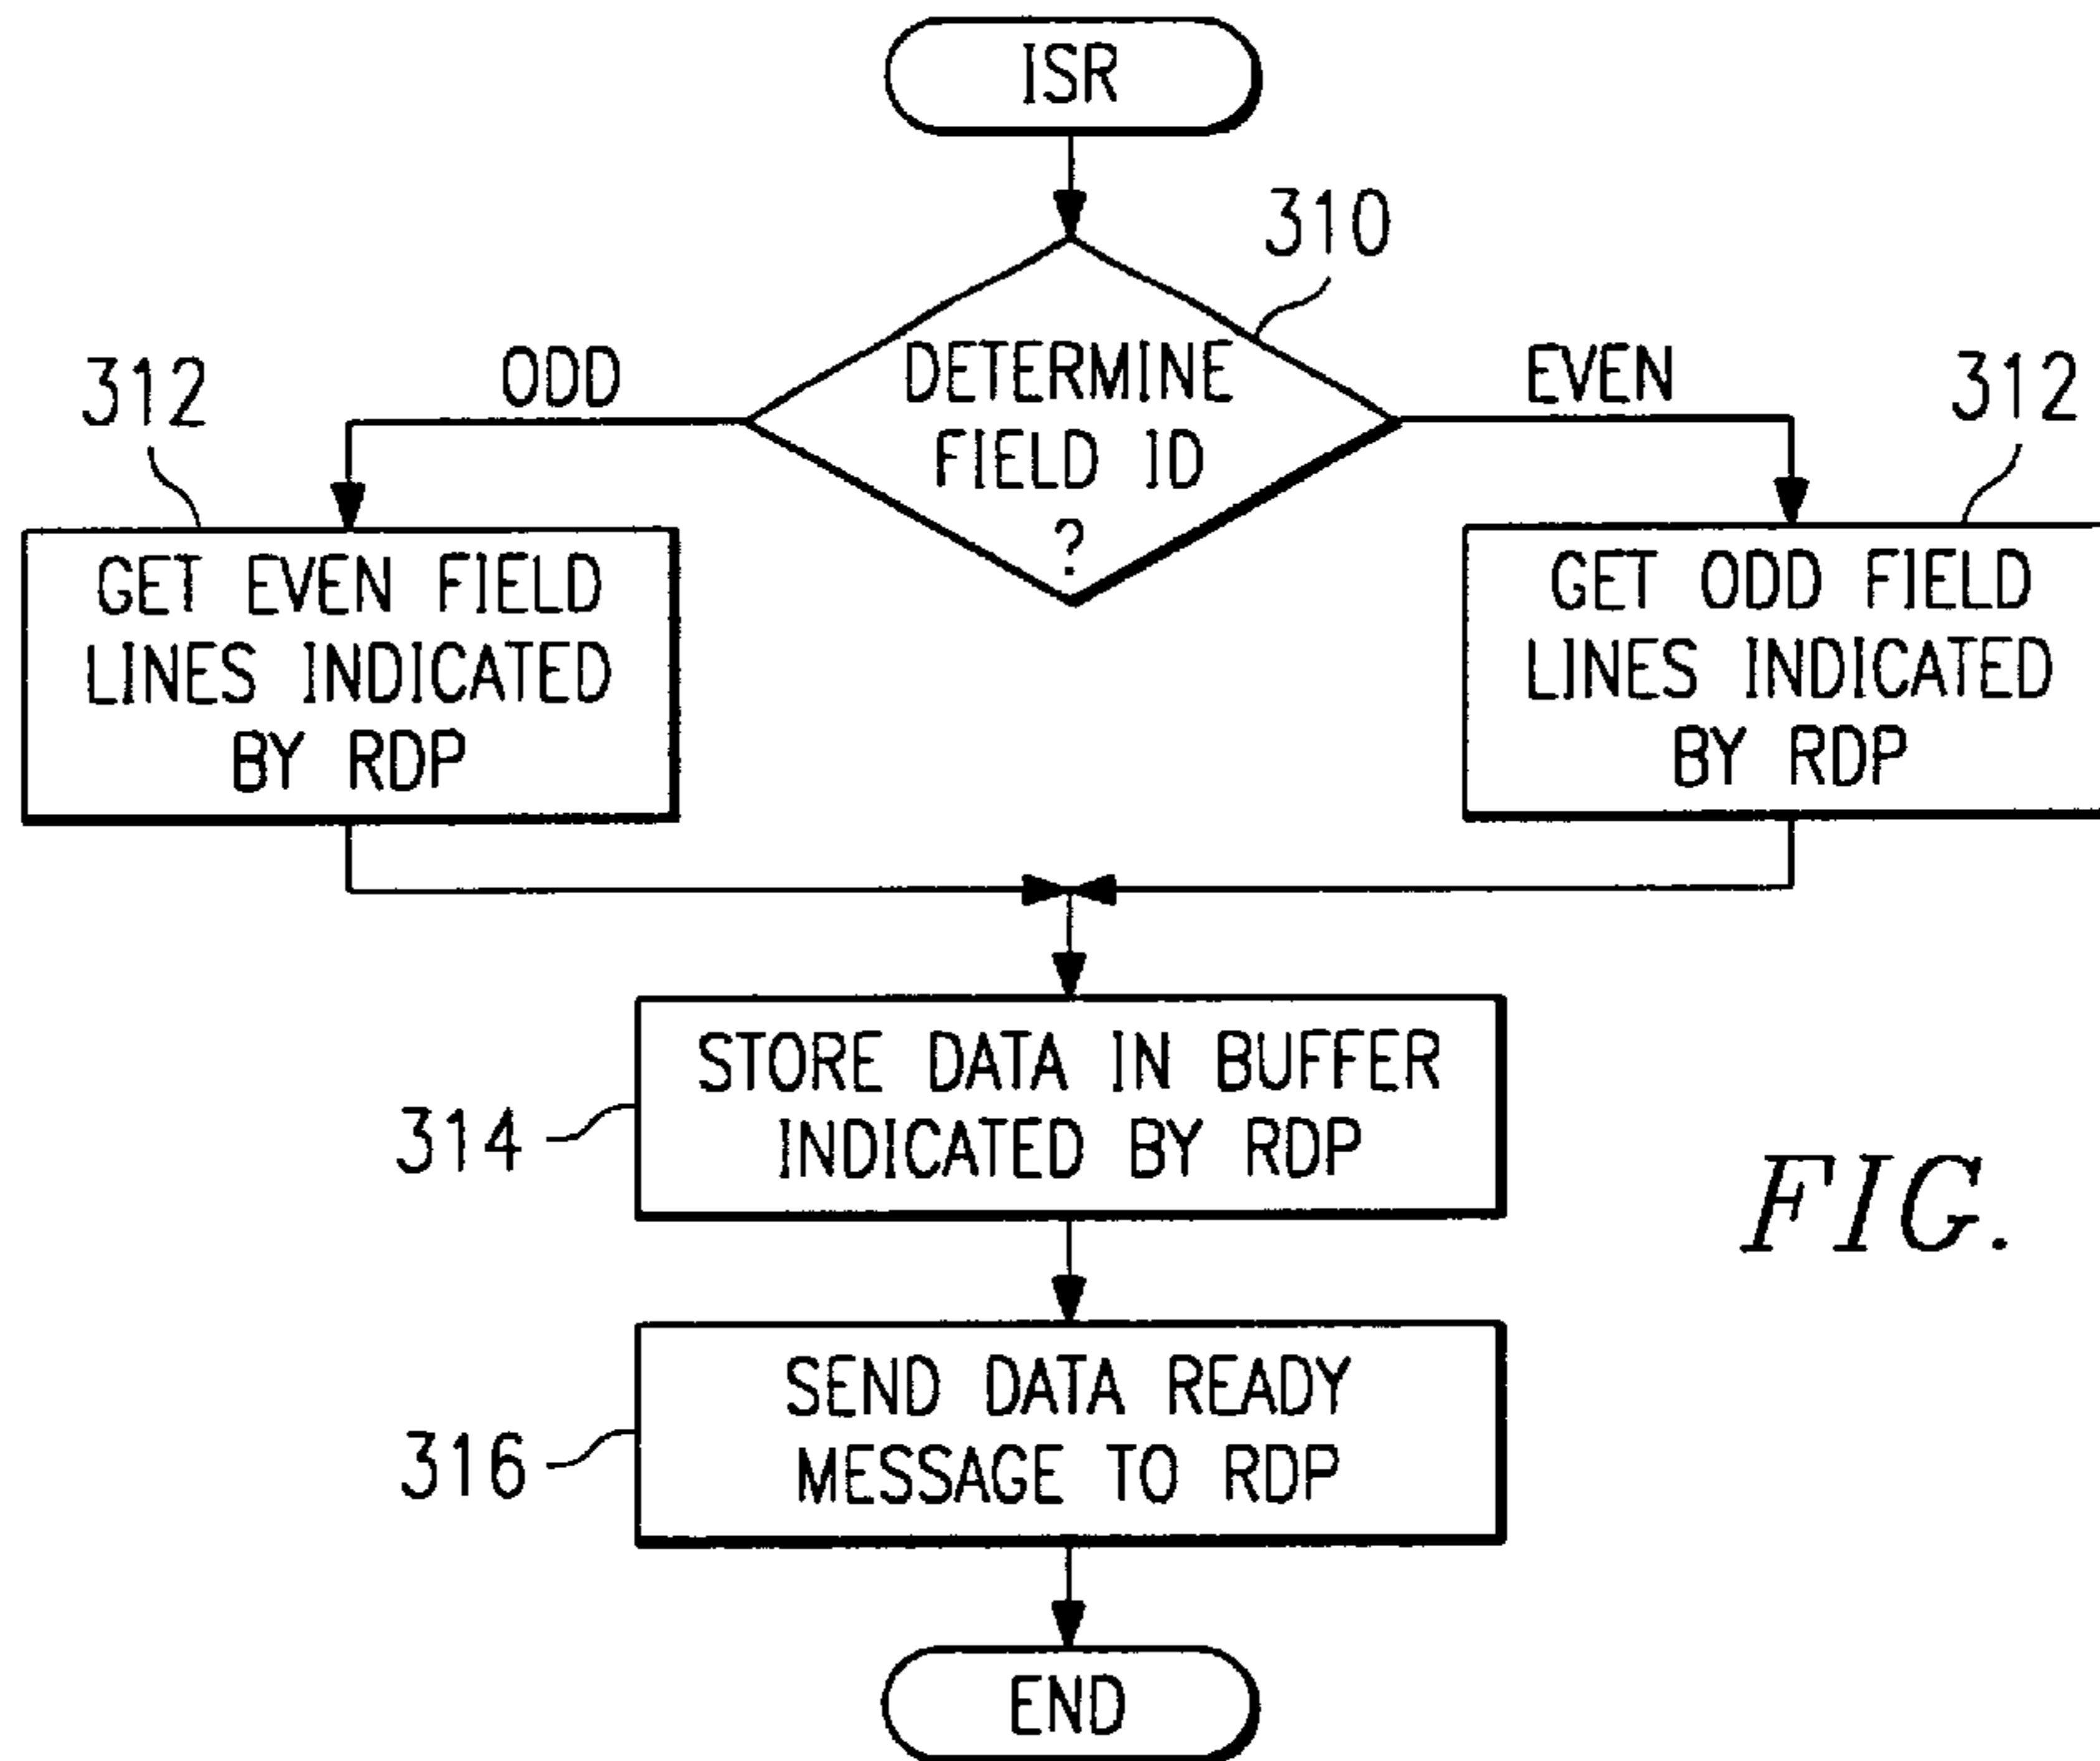 ISR
310
DETERMINE
FIELD ID
?
ODD
EVEN
312
312
GET EVEN FIELD
LINES INDICATED
BY RDP
GET ODD FIELD
LINES INDICATED
BY RDP
314
STORE DATA IN BUFFER
INDICATED BY RDP
FIG.
316
SEND DATA READY
MESSAGE TO RDP
END